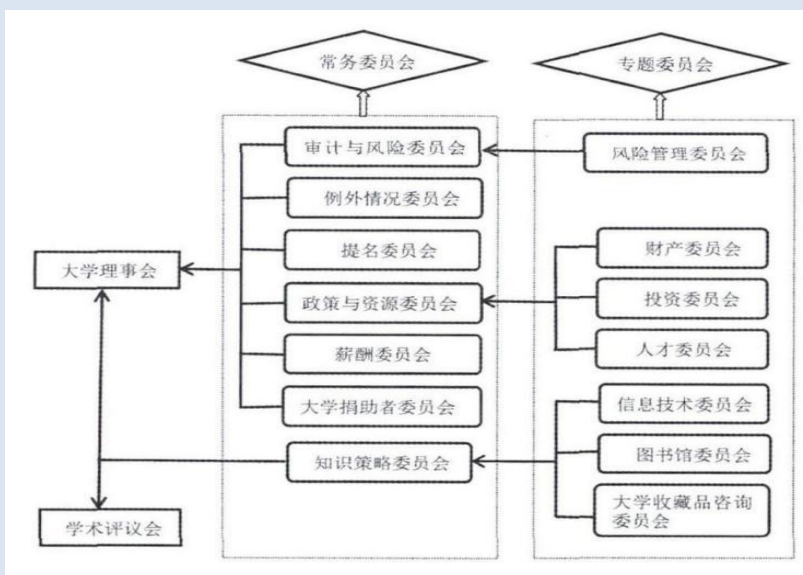 常务委员会
专题委员会
审计与风险委员会
风险管理委员会
例外情况委员会
提名委员会
财产委员会
大学理事会
政策与资源委员会
投资委员会
薪酬委员会
人才委员会
大学捐助者委员会
信息技术委员会
知识策略委员会
图书馆委员会
大学收藏品咨询
委员会
学术评议会